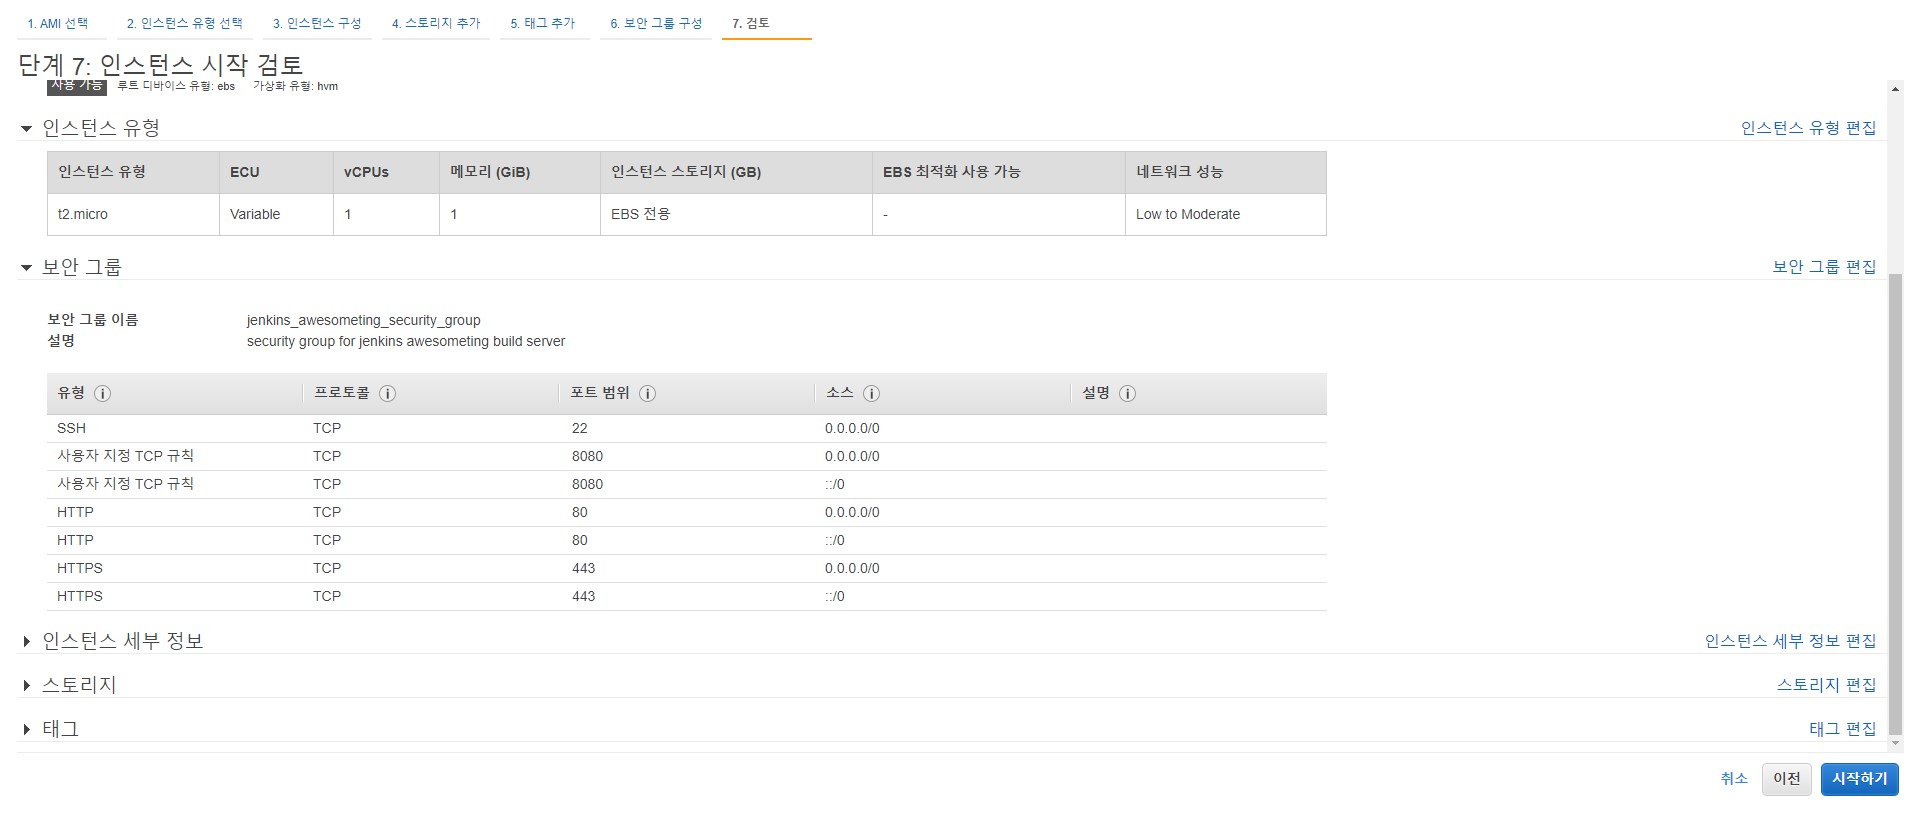 1. AMI 선택 2. 인스턴스 유형 선택 3. 인스턴스 구성 4. 스토리지 추가 5. 태그 추가 6. 보안 그룹 구성 7. 검토
단계 7: 인스턴스 시작 검토
사용 가능 루트 디바이스 유형: ebs 가상화 유형: hvm
인스턴스 유형 인스턴스 유형 편집
인스턴스 유형 ECU vCPUs 메모리 (GiB) 인스턴스 스토리지 (GB) EBS 최적화 사용 가능 네트워크 성능
t2.micro Variable 1 1 EBS 전용 - Low to Moderate
보안 그룹 보안 그룹 편집
보안 그룹 이름 jenkins_awesometing_security_group
설명 security group for jenkins awesometing build server
유형 프로토콜 포트 범위 소스 설명
SSH TCP 22 0.0.0.0/0
사용자 지정 TCP 규칙 TCP 8080 0.0.0.0/0
사용자 지정 TCP 규칙 TCP 8080 ::/0
HTTP TCP 80 0.0.0.0/0
HTTP TCP 80 ::/0
HTTPS TCP 443 0.0.0.0/0
HTTPS TCP 443 ::/0
인스턴스 세부 정보 인스턴스 세부 정보 편집
스토리지 스토리지 편집
태그 태그 편집
취소 이전 시작하기